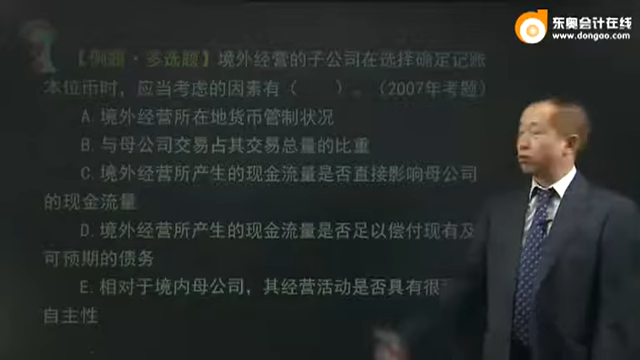 东奥会计在线
www.dongao.com
【例题·多选题】境外经营的子公司在选择确定记账
本位币时，应当考虑的因素有（　　）。（2007年考题）
A.境外经营所在地货币管制状况
B.与母公司交易占其交易总量的比重
C.境外经营所产生的现金流量是否直接影响母公司
的现金流量
D.境外经营所产生的现金流量是否足以偿付现有及
可预期的债务
E.相对于境内母公司，其经营活动是否具有很
自主性